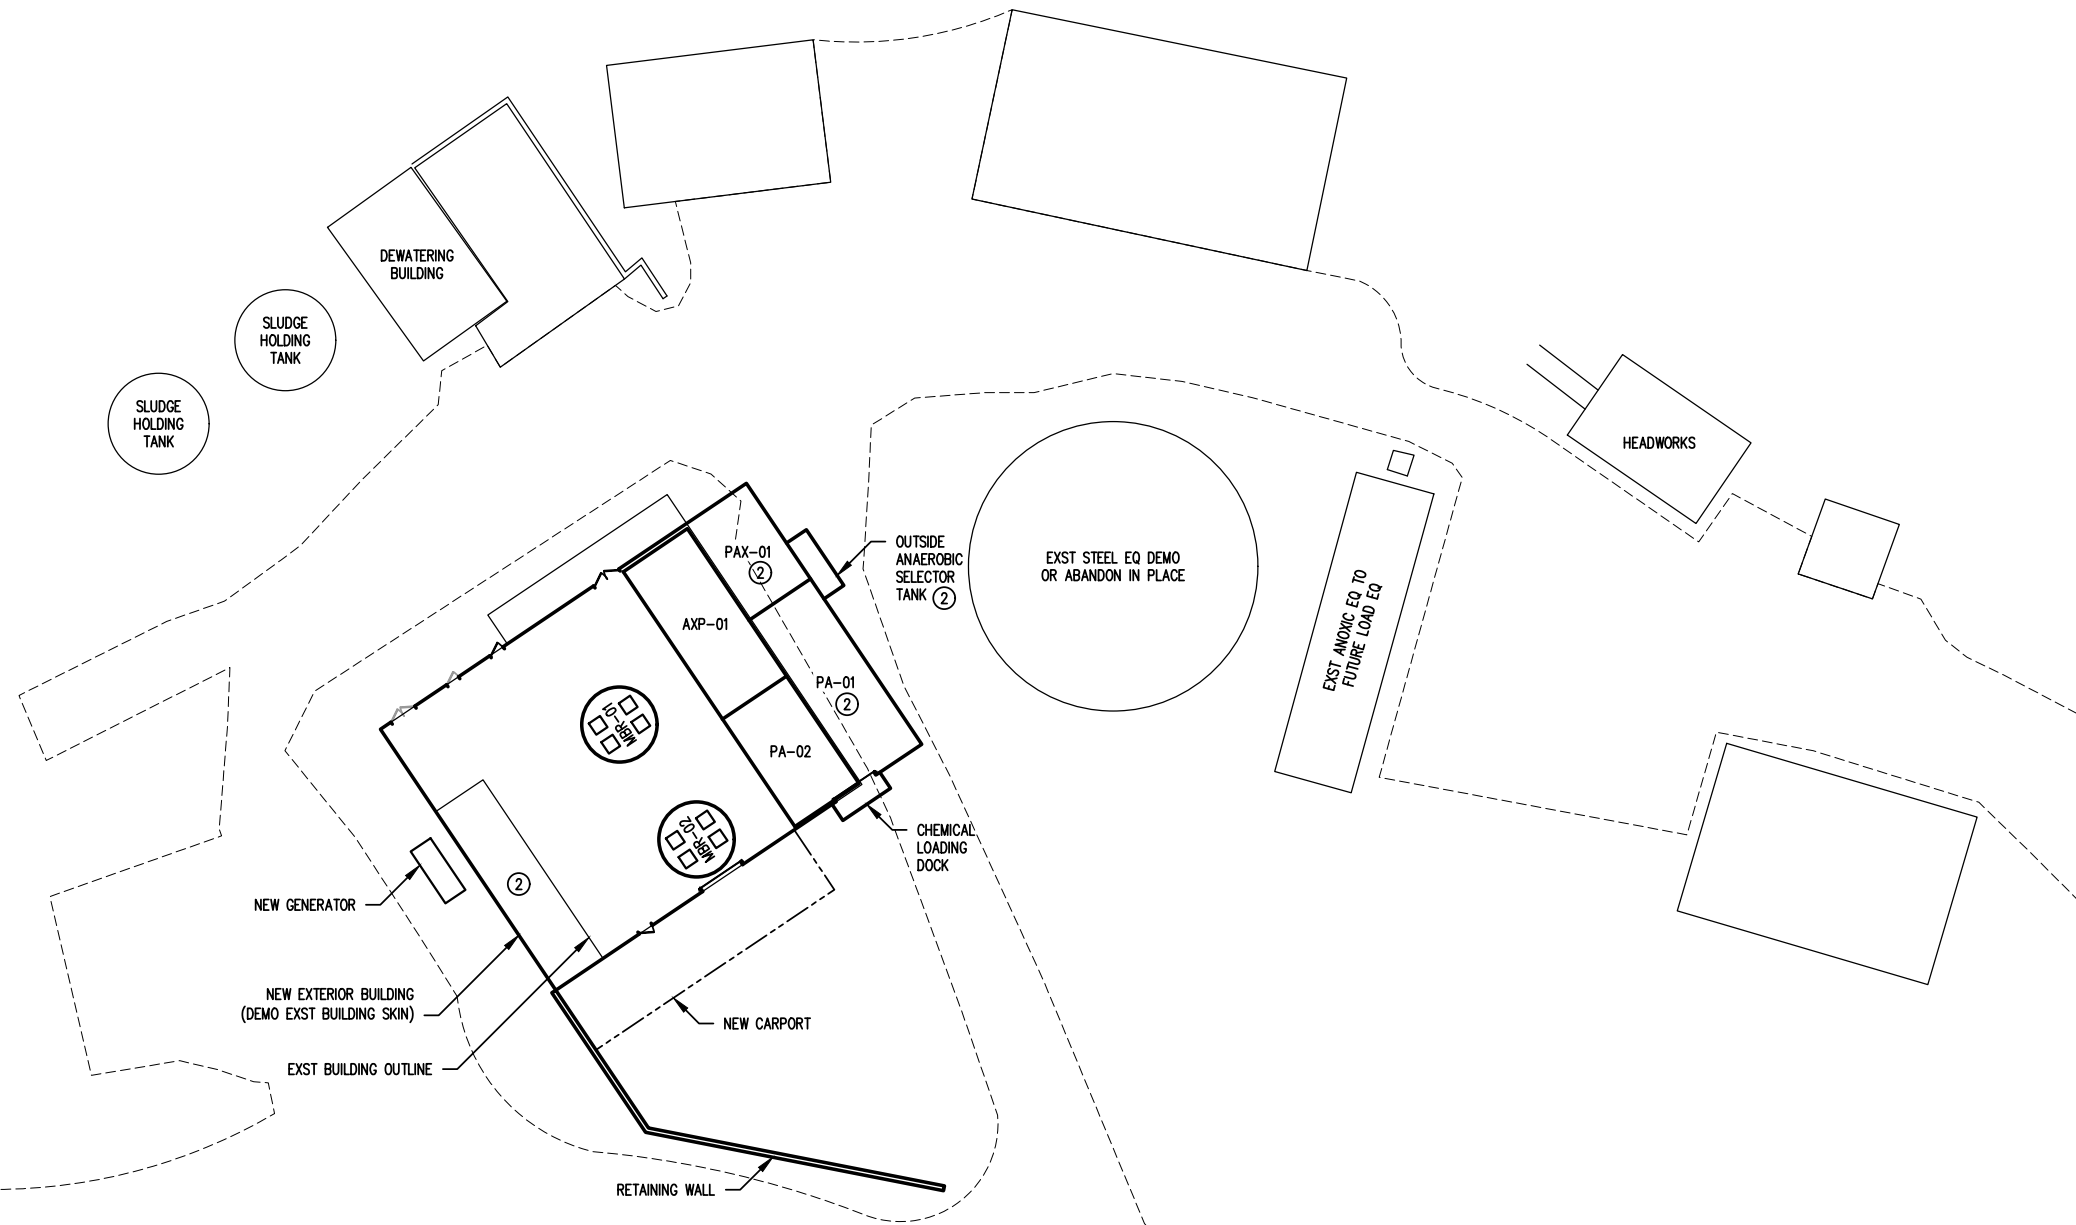 DEWATERING
BUILDING
SLUDGE
HOLDING
TANK
SLUDGE
HOLDING
TANK
HEADWORKS
PAX-01
2
OUTSIDE
ANAEROBIC
SELECTOR
TANK 2
EXST STEEL EQ DEMO
OR ABANDON IN PLACE
EXST ANOXIC EQ TO
FUTURE LOAD EQ
AXP-01
PA-01
2
MBR-01
PA-02
MBR-02
CHEMICAL
LOADING
DOCK
2
NEW GENERATOR
NEW EXTERIOR BUILDING
(DEMO EXST BUILDING SKIN)
NEW CARPORT
EXST BUILDING OUTLINE
RETAINING WALL